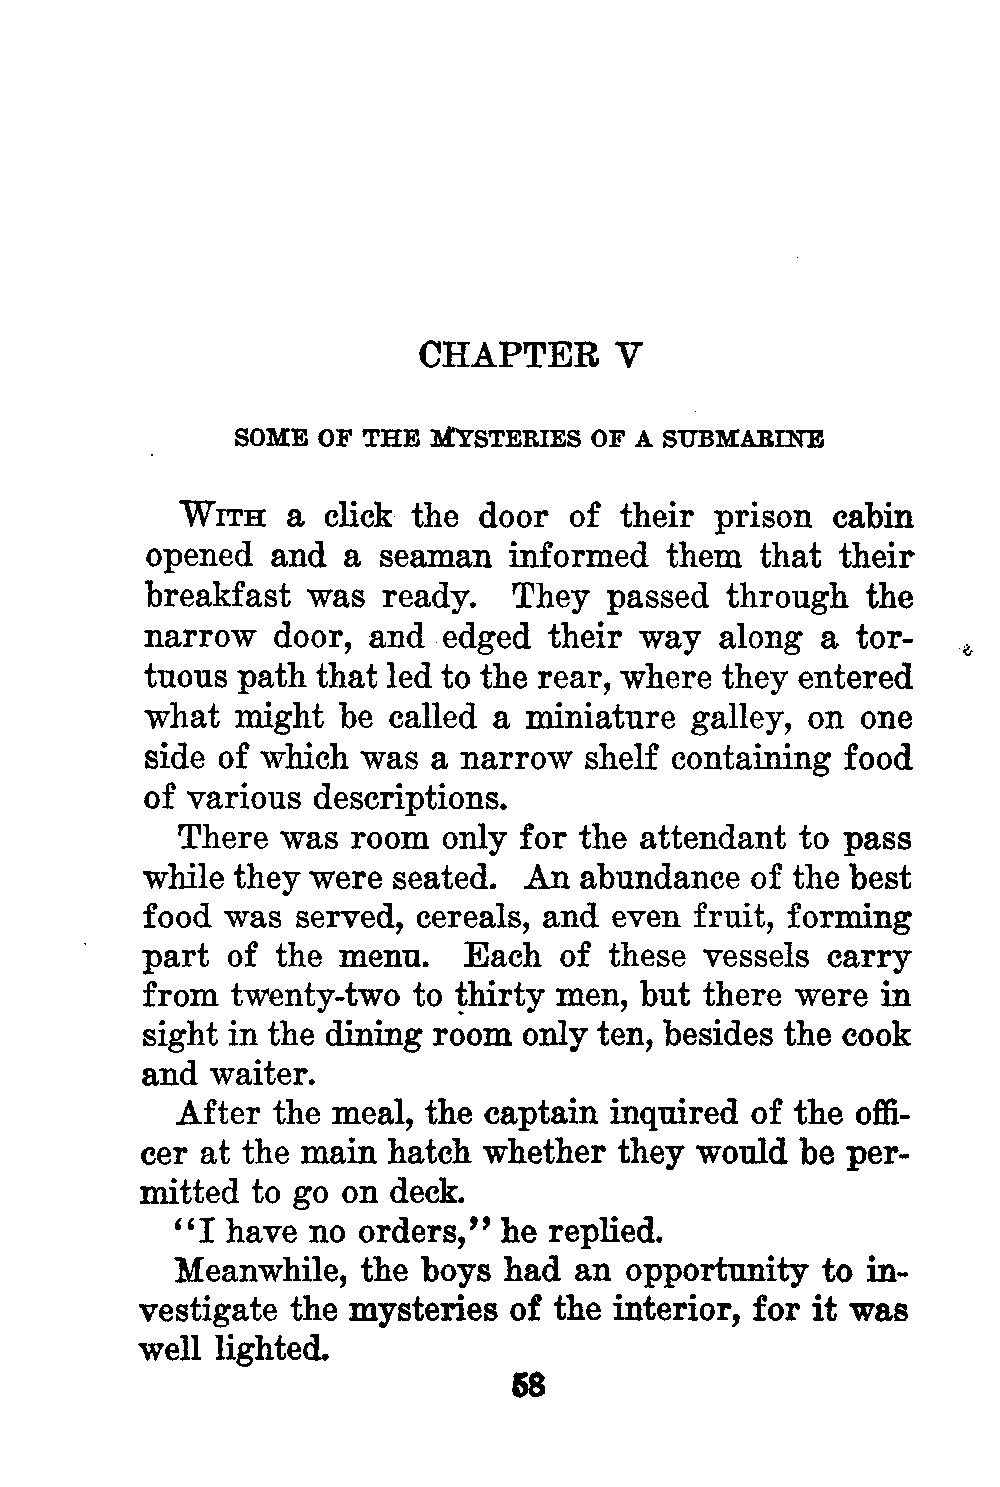 CHAPTER V
SOME OF THE MYSTERIES OF A SUBMARINE
WITH a click the door of their prison cabin
opened and a seaman informed them that their
breakfast was ready. They passed through the
narrow door, and edged their way along a tor-
tuous path that led to the rear, where they entered
what might be called a miniature galley, on one
side of which was a narrow shelf containing food
of various descriptions.
There was room only for the attendant to pass
while they were seated. An abundance of the best
food was served, cereals, and even fruit, forming
part of the menu. Each of these vessels carry
from twenty-two to thirty men, but there were in
sight in the dining room only ten, besides the cook
and waiter.
After the meal, the captain inquired of the offi-
cer at the main hatch whether they would be per-
mitted to go on deck.
“I have no orders,” he replied.
Meanwhile, the boys had an opportunity to in-
vestigate the mysteries of the interior, for it was
well lighted.
58